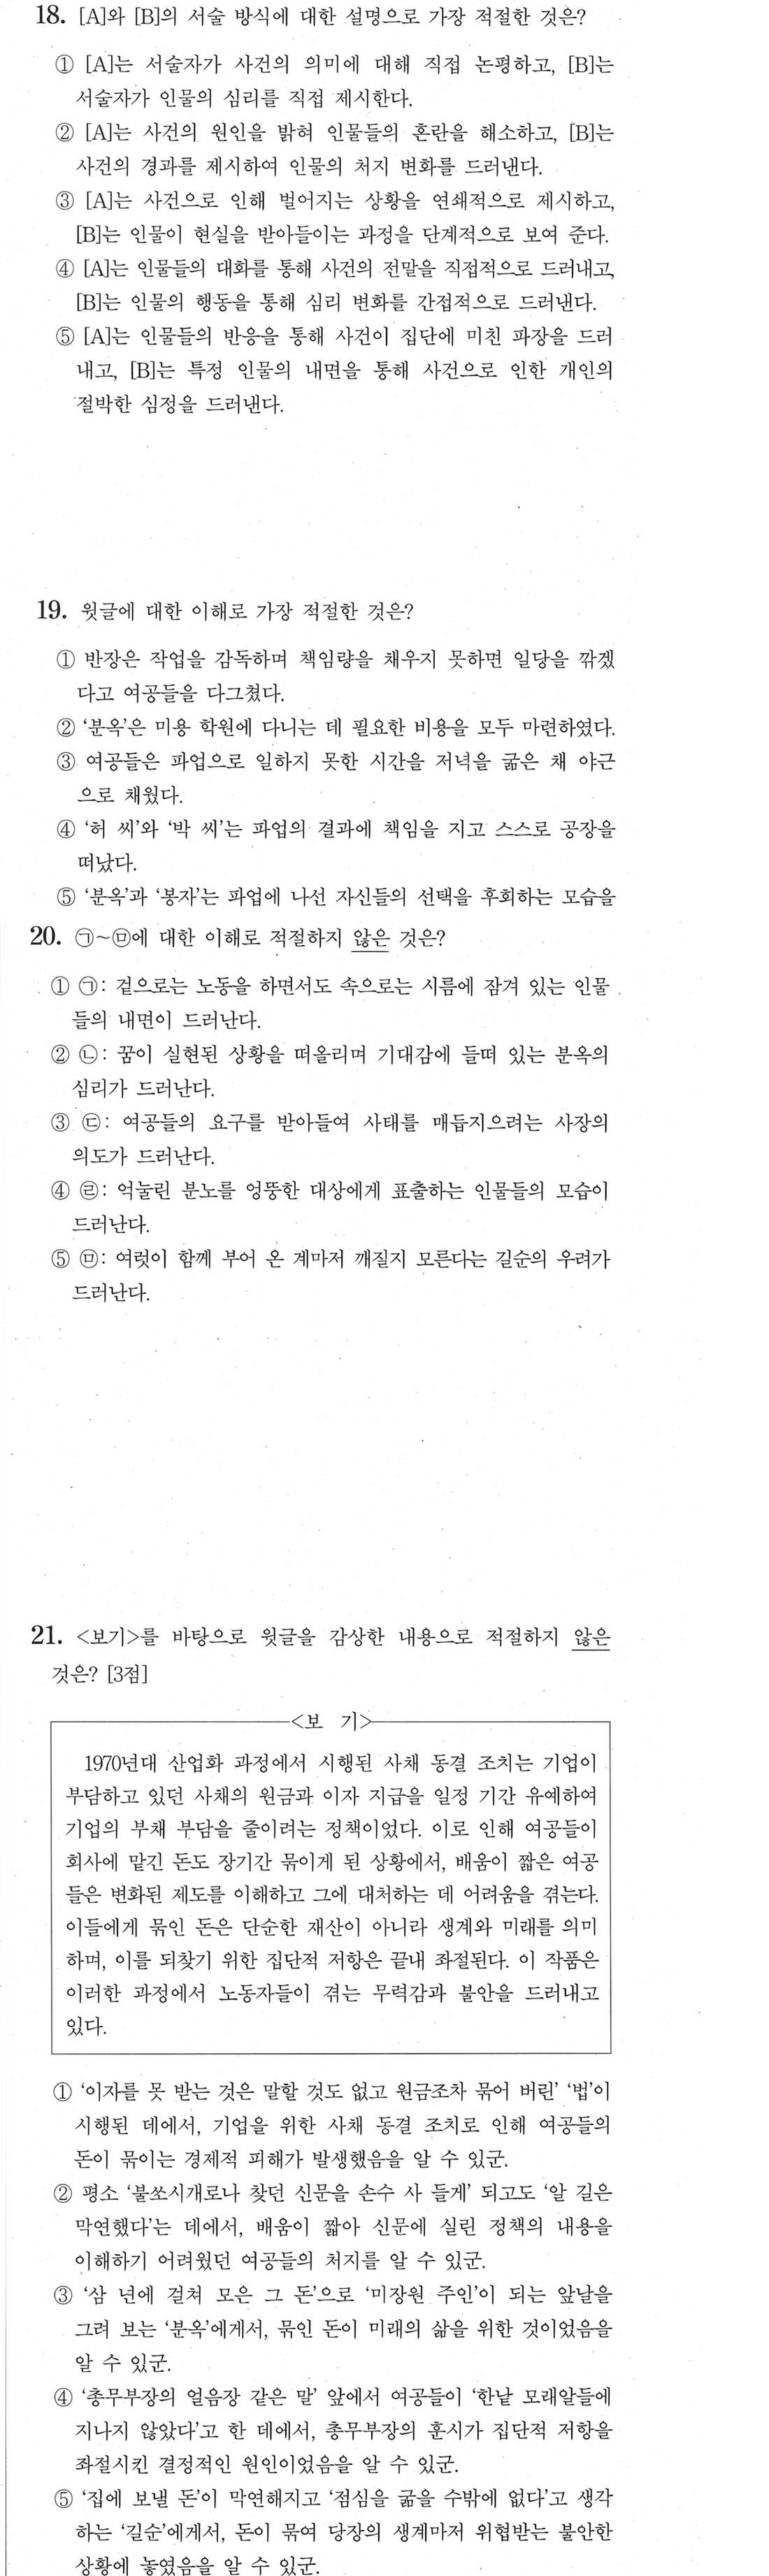 18. [A]와 [B]의 서술 방식에 대한 설명으로 가장 적절한 것은?
① [A]는 서술자가 사건의 의미에 대해 직접 논평하고, [B]는
서술자가 인물의 심리를 직접 제시한다.
② [A]는 사건의 원인을 밝혀 인물들의 혼란을 해소하고, [B]는
사건의 경과를 제시하여 인물의 처지 변화를 드러낸다.
③ [A]는 사건으로 인해 벌어지는 상황을 연쇄적으로 제시하고,
[B]는 인물이 현실을 받아들이는 과정을 단계적으로 보여 준다.
④ [A]는 인물들의 대화를 통해 사건의 전말을 직접적으로 드러내고,
[B]는 인물의 행동을 통해 심리 변화를 간접적으로 드러낸다.
⑤ [A]는 인물들의 반응을 통해 사건이 집단에 미친 파장을 드러
내고, [B]는 특정 인물의 내면을 통해 사건으로 인한 개인의
절박한 심정을 드러낸다.
19. 윗글에 대한 이해로 가장 적절한 것은?
① 반장은 작업을 감독하며 책임량을 채우지 못하면 일당을 깎겠
다고 여공들을 다그쳤다.
② ‘분옥’은 미용 학원에 다니는 데 필요한 비용을 모두 마련하였다.
③ 여공들은 파업으로 일하지 못한 시간을 저녁을 굶은 채 야근
으로 채웠다.
④ ‘허 씨’와 ‘박 씨’는 파업의 결과에 책임을 지고 스스로 공장을
떠났다.
⑤ ‘분옥’과 ‘봉자’는 파업에 나선 자신들의 선택을 후회하는 모습을
20. ㉠~㉤에 대한 이해로 적절하지 않은 것은?
① ㉠: 겉으로는 노동을 하면서도 속으로는 시름에 잠겨 있는 인물
들의 내면이 드러난다.
② ㉡: 꿈이 실현된 상황을 떠올리며 기대감에 들떠 있는 분옥의
심리가 드러난다.
③ ㉢: 여공들의 요구를 받아들여 사태를 매듭지으려는 사장의
의도가 드러난다.
④ ㉣: 억눌린 분노를 엉뚱한 대상에게 표출하는 인물들의 모습이
드러난다.
⑤ ㉤: 여럿이 함께 부어 온 계마저 깨질지 모른다는 길순의 우려가
드러난다.
21. <보기>를 바탕으로 윗글을 감상한 내용으로 적절하지 않은
것은? [3점]
<보 기>
1970년대 산업화 과정에서 시행된 사채 동결 조치는 기업이
부담하고 있던 사채의 원금과 이자 지급을 일정 기간 유예하여
기업의 부채 부담을 줄이려는 정책이었다. 이로 인해 여공들이
회사에 맡긴 돈도 장기간 묶이게 된 상황에서, 배움이 짧은 여공
들은 변화된 제도를 이해하고 그에 대처하는 데 어려움을 겪는다.
이들에게 묶인 돈은 단순한 재산이 아니라 생계와 미래를 의미
하며, 이를 되찾기 위한 집단적 저항은 끝내 좌절된다. 이 작품은
이러한 과정에서 노동자들이 겪는 무력감과 불안을 드러내고
있다.
① ‘이자를 못 받는 것은 말할 것도 없고 원금조차 묶어 버린’ ‘법’이
시행된 데에서, 기업을 위한 사채 동결 조치로 인해 여공들의
돈이 묶이는 경제적 피해가 발생했음을 알 수 있군.
② 평소 ‘불쏘시개로나 찾던 신문을 손수 사 들게’ 되고도 ‘알 길은
막연했다’는 데에서, 배움이 짧아 신문에 실린 정책의 내용을
이해하기 어려웠던 여공들의 처지를 알 수 있군.
③ ‘삼 년에 걸쳐 모은 그 돈’으로 ‘미장원 주인’이 되는 앞날을
그려 보는 ‘분옥’에게서, 묶인 돈이 미래의 삶을 위한 것이었음을
알 수 있군.
④ ‘총무부장의 얼음장 같은 말’ 앞에서 여공들이 ‘한낱 모래알들에
지나지 않았다’고 한 데에서, 총무부장의 훈시가 집단적 저항을
좌절시킨 결정적인 원인이었음을 알 수 있군.
⑤ ‘집에 보낼 돈’이 막연해지고 ‘점심을 굶을 수밖에 없다’고 생각
하는 ‘길순’에게서, 돈이 묶여 당장의 생계마저 위협받는 불안한
상황에 놓였음을 알 수 있군.